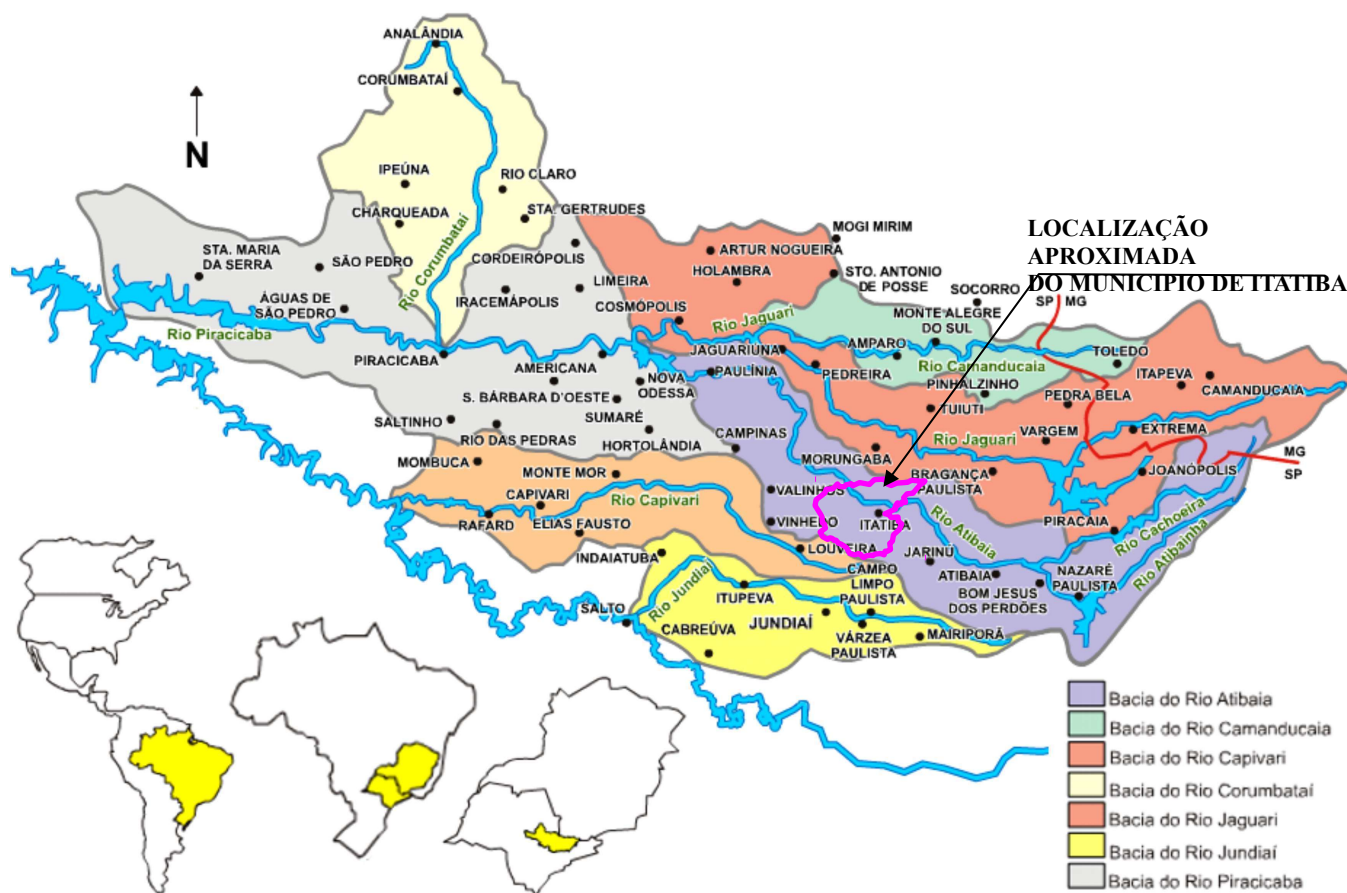 ANALÂNDIA
CORUMBATAÍ
N
IPEÚNA
RIO CLARO
CHARQUEADA
STA. GERTRUDES
Rio Corumbataí
STA. MARIA
DA SERRA
SÃO PEDRO
CORDEIRÓPOLIS
ARTUR NOGUEIRA
MOGI MIRIM
LOCALIZAÇÃO
APROXIMADA
DO MUNICIPIO DE ITATIBA
HOLAMBRA
STO. ANTONIO
DE POSSE
SOCORRO
SP
MG
ÁGUAS DE
SÃO PEDRO
IRACEMÁPOLIS
LIMEIRA
COSMÓPOLIS
Rio Jaguari
MONTE ALEGRE
DO SUL
Rio Piracicaba
PIRACICABA
AMERICANA
JAGUARIÚNA
AMPARO
Rio Camanducaia
TOLEDO
PAULÍNIA
PEDREIRA
PINHALZINHO
ITAPEVA
NOVA
ODESSA
S. BÁRBARA D'OESTE
TUIUTI
PEDRA BELA
CAMANDUCAIA
SALTINHO
SUMARÉ
RIO DAS PEDRAS
HORTOLÂNDIA
CAMPINAS
Rio Jaguari
VARGEM
EXTREMA
MOMBUCA
MONTE MOR
MORUNGABA
BRAGANÇA
PAULISTA
JOANÓPOLIS
MG
SP
CAPIVARI
Rio Capivari
VALINHOS
RAFARD
ELIAS FAUSTO
VINHEDO
ITATIBA
Rio Atibaia
PIRACAIA
Rio Cachoeira
Rio Atibainha
INDAIATUBA
LOUVEIRA
JARINÚ
CAMPO
LIMPO
PAULISTA
ATIBAIA
NAZARÉ
PAULISTA
BOM JESUS
DOS PERDÕES
Rio Jundiaí
ITUPEVA
SALTO
JUNDIAÍ
CABREÚVA
VÁRZEA
PAULISTA
MAIRIPORÃ
Bacia do Rio Atibaia
Bacia do Rio Camanducaia
Bacia do Rio Capivari
Bacia do Rio Corumbataí
Bacia do Rio Jaguari
Bacia do Rio Jundiaí
Bacia do Rio Piracicaba